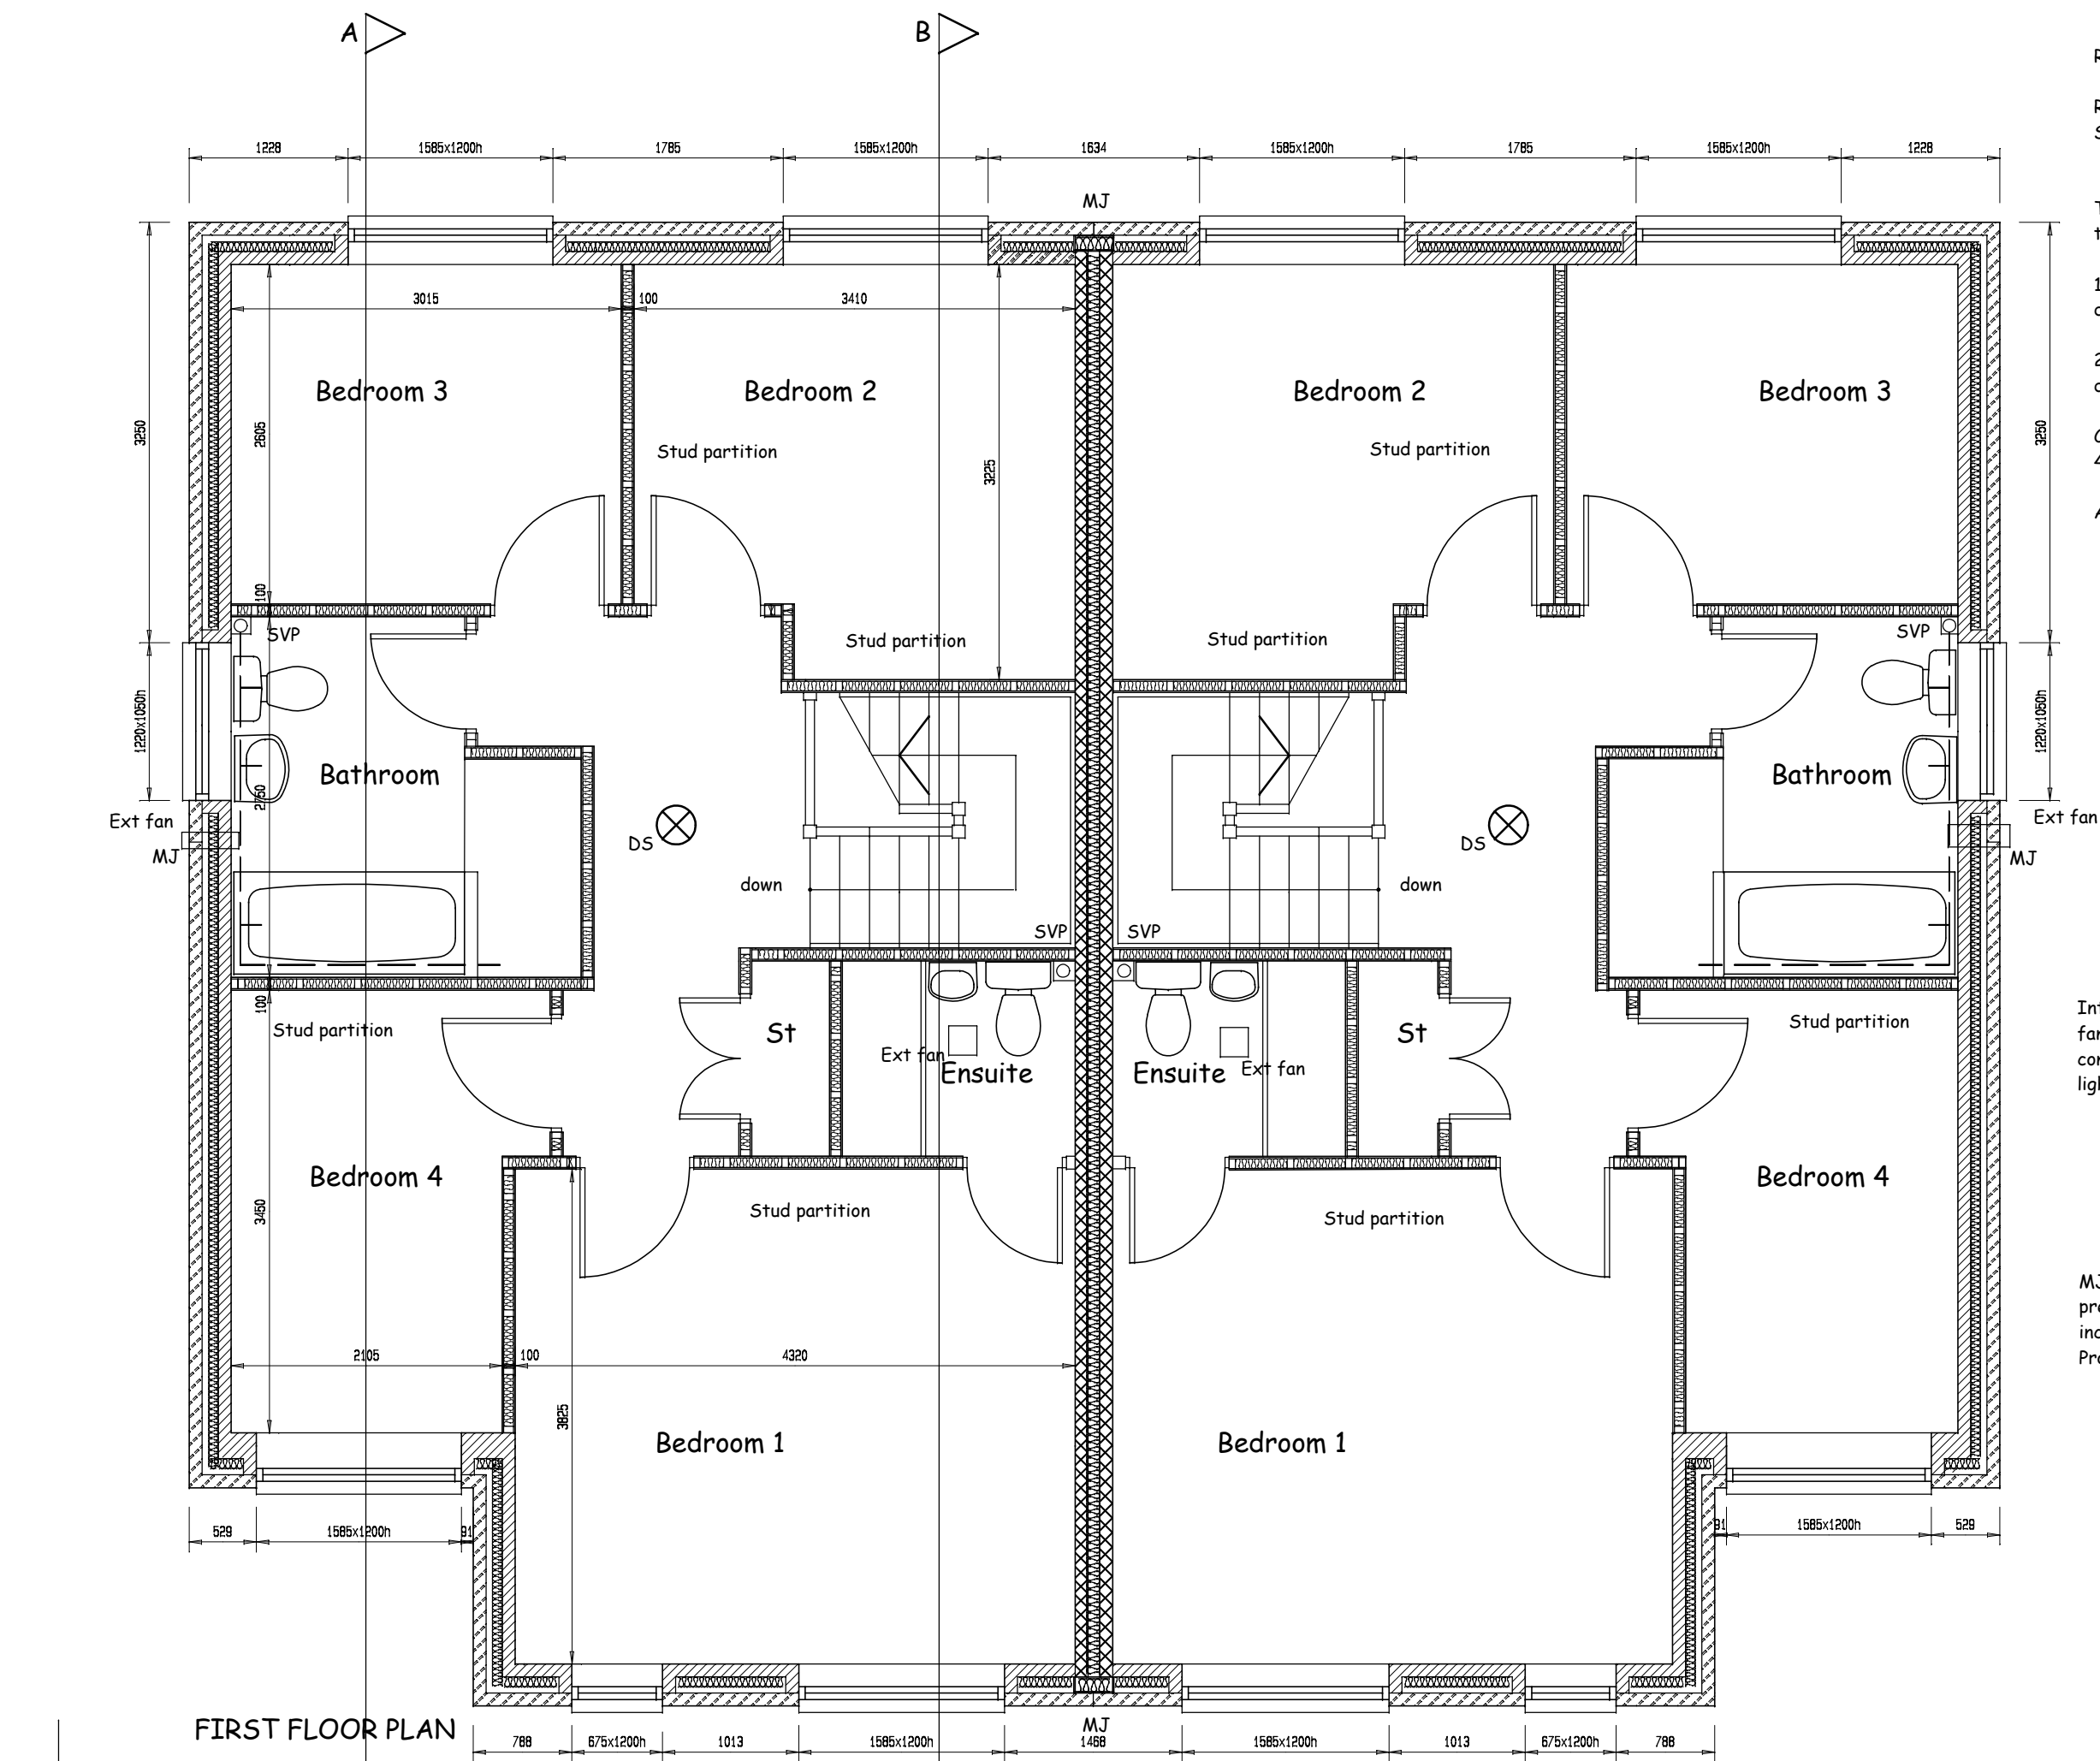 A
B
1228
1585x1200h
1785
1585x1200h
1634
1585x1200h
1785
1585x1200h
1228
MJ
3015
100
3410
Bedroom 3
Bedroom 2
Bedroom 2
Bedroom 3
3250
2605
Stud partition
3225
Stud partition
3250
100
SVP
Stud partition
Stud partition
SVP
1220x1050h
Bathroom
2750
Bathroom
1220x1050h
Ext fan
MJ
DS
DS
Ext fan
MJ
down
down
SVP
SVP
100
Stud partition
St
Ext fan
Ensuite
Ensuite
Ext fan
St
Stud partition
Bedroom 4
3450
Stud partition
Stud partition
Bedroom 4
2105
100
4320
3825
Bedroom 1
Bedroom 1
529
1585x1200h
91
91
1585x1200h
529
FIRST FLOOR PLAN
MJ
788
675x1200h
1013
1585x1200h
1468
1585x1200h
1013
675x1200h
788